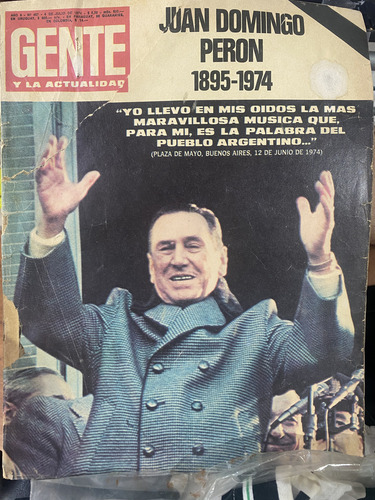 JUAN DOMINGO
PERON
1895-1974
GENTE
Y LA ACTUALIDAD
"YO LLEVO EN MIS OIDOS LA MAS
MARAVILLOSA MUSICA QUE,
PARA MI, ES LA PALABRA DEL
PUEBLO ARGENTINO..."
(PLAZA DE MAYO, BUENOS AIRES, 12 DE JUNIO DE 1974)